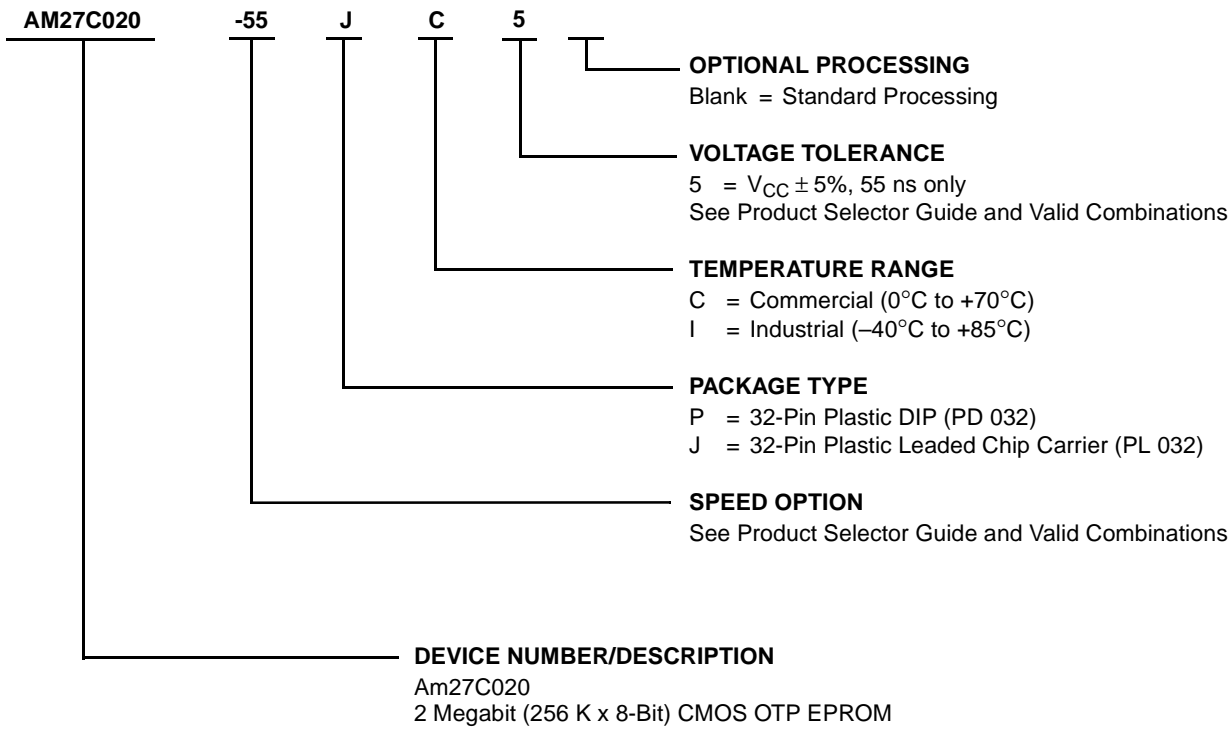 AM27C020 -55 J C 5
OPTIONAL PROCESSING
Blank = Standard Processing
VOLTAGE TOLERANCE
5 = VCC ± 5%, 55 ns only
See Product Selector Guide and Valid Combinations
TEMPERATURE RANGE
C = Commercial (0°C to +70°C)
I = Industrial (–40°C to +85°C)
PACKAGE TYPE
P = 32-Pin Plastic DIP (PD 032)
J = 32-Pin Plastic Leaded Chip Carrier (PL 032)
SPEED OPTION
See Product Selector Guide and Valid Combinations
DEVICE NUMBER/DESCRIPTION
Am27C020
2 Megabit (256 K x 8-Bit) CMOS OTP EPROM